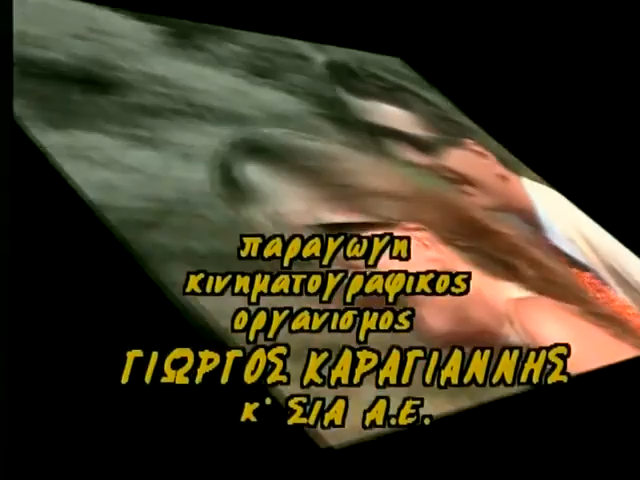 παραγωγη
κινηματογραφικος
οργανισμος
ΓΙΩΡΓΟΣ ΚΑΡΑΓΙΑΝΝΗΣ
κ' ΣΙΑ Α.Ε.